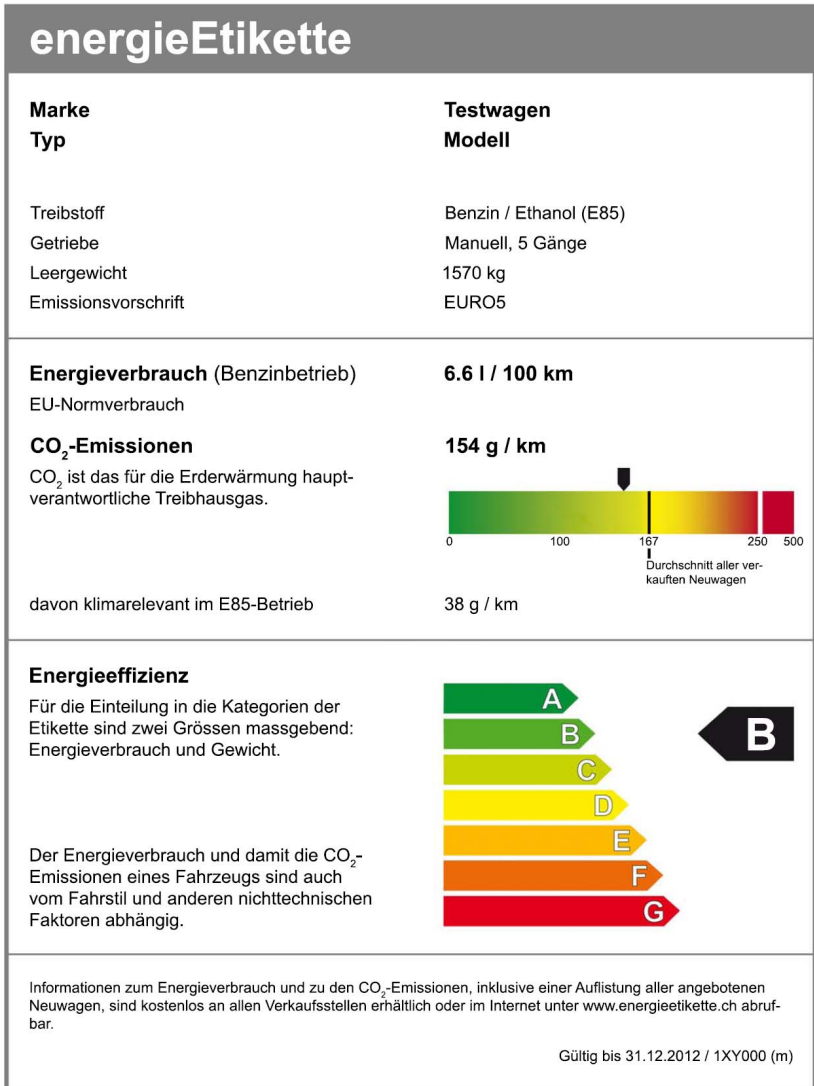 energieEtikette
Marke Testwagen
Typ Modell
Treibstoff Benzin / Ethanol (E85)
Getriebe Manuell, 5 Gänge
Leergewicht 1570 kg
Emissionsvorschrift EURO5
Energieverbrauch (Benzinbetrieb) 6.6 l / 100 km
EU-Normverbrauch
CO₂-Emissionen 154 g / km
CO₂ ist das für die Erderwärmung haupt-
verantwortliche Treibhausgas.
0 100 167 250 500
Durchschnitt aller ver-
kauften Neuwagen
davon klimarelevant im E85-Betrieb 38 g / km
Energieeffizienz
Für die Einteilung in die Kategorien der
Etikette sind zwei Grössen massgebend:
Energieverbrauch und Gewicht.
Der Energieverbrauch und damit die CO₂-
Emissionen eines Fahrzeugs sind auch
vom Fahrstil und anderen nichttechnischen
Faktoren abhängig.
A
B
C
D
E
F
G
B
Informationen zum Energieverbrauch und zu den CO₂-Emissionen, inklusive einer Auflistung aller angebotenen
Neuwagen, sind kostenlos an allen Verkaufsstellen erhältlich oder im Internet unter www.energieetikette.ch abruf-
bar.
Gültig bis 31.12.2012 / 1XY000 (m)